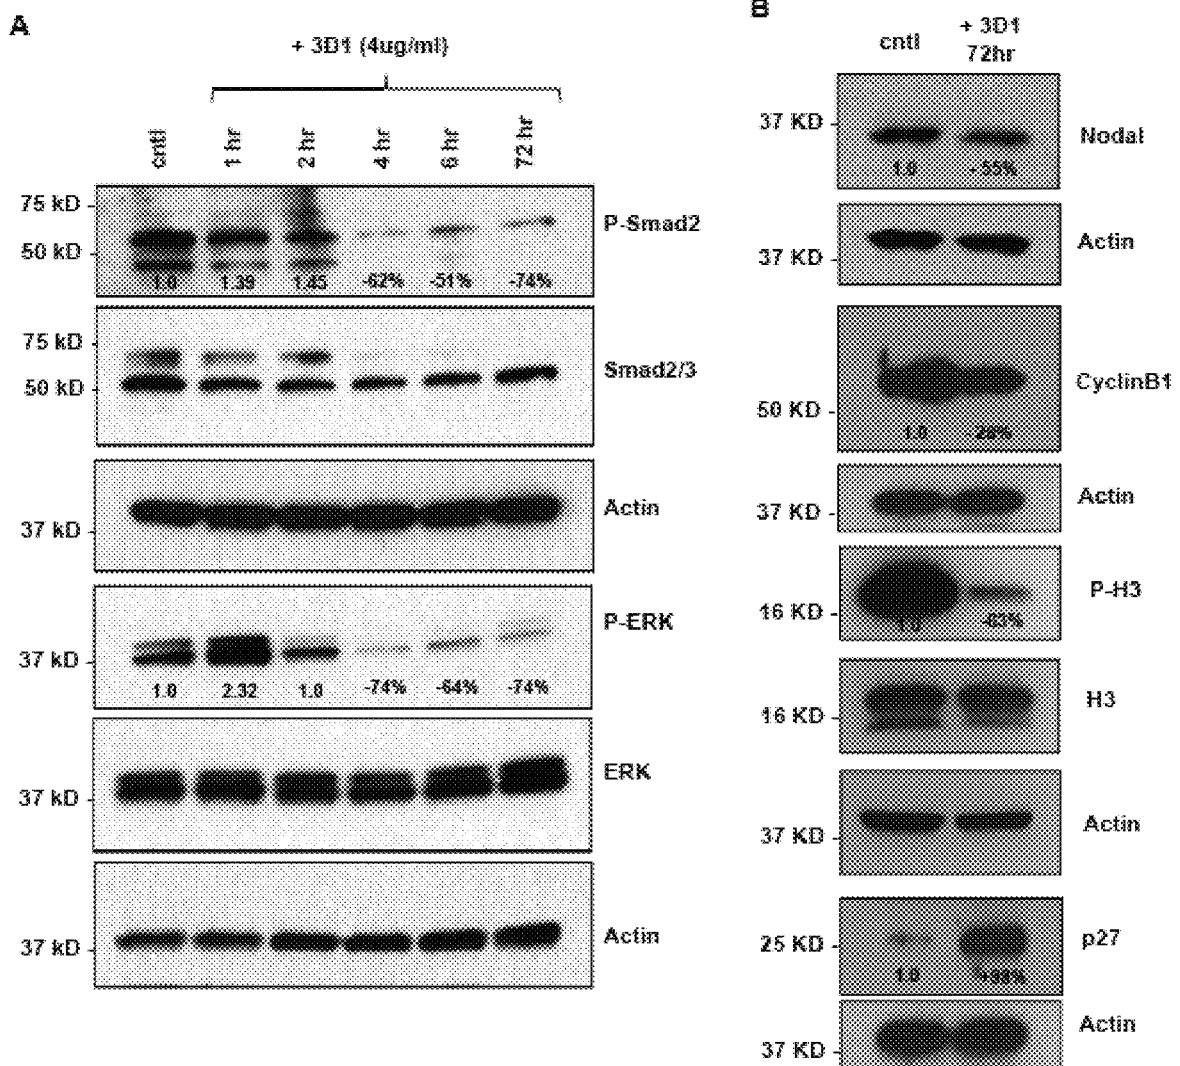 A
+ 3D1 (4ug/ml)
cntl 1 hr 2 hr 4 hr 6 hr 72 hr
75 kD
50 kD
P-Smad2
1.0 1.39 1.45 -62% -51% -74%
75 kD
50 kD
Smad2/3
Actin
37 kD
P-ERK
37 kD
1.0 2.32 1.0 -74% -64% -74%
ERK
37 kD
Actin
37 kD
B
cntl + 3D1
72hr
37 KD
Nodal
1.0 -55%
Actin
37 KD
CyclinB1
50 KD
1.0 -28%
Actin
37 KD
P-H3
16 KD
1.0 -63%
H3
16 KD
Actin
37 KD
p27
25 KD
1.0 +98%
Actin
37 KD